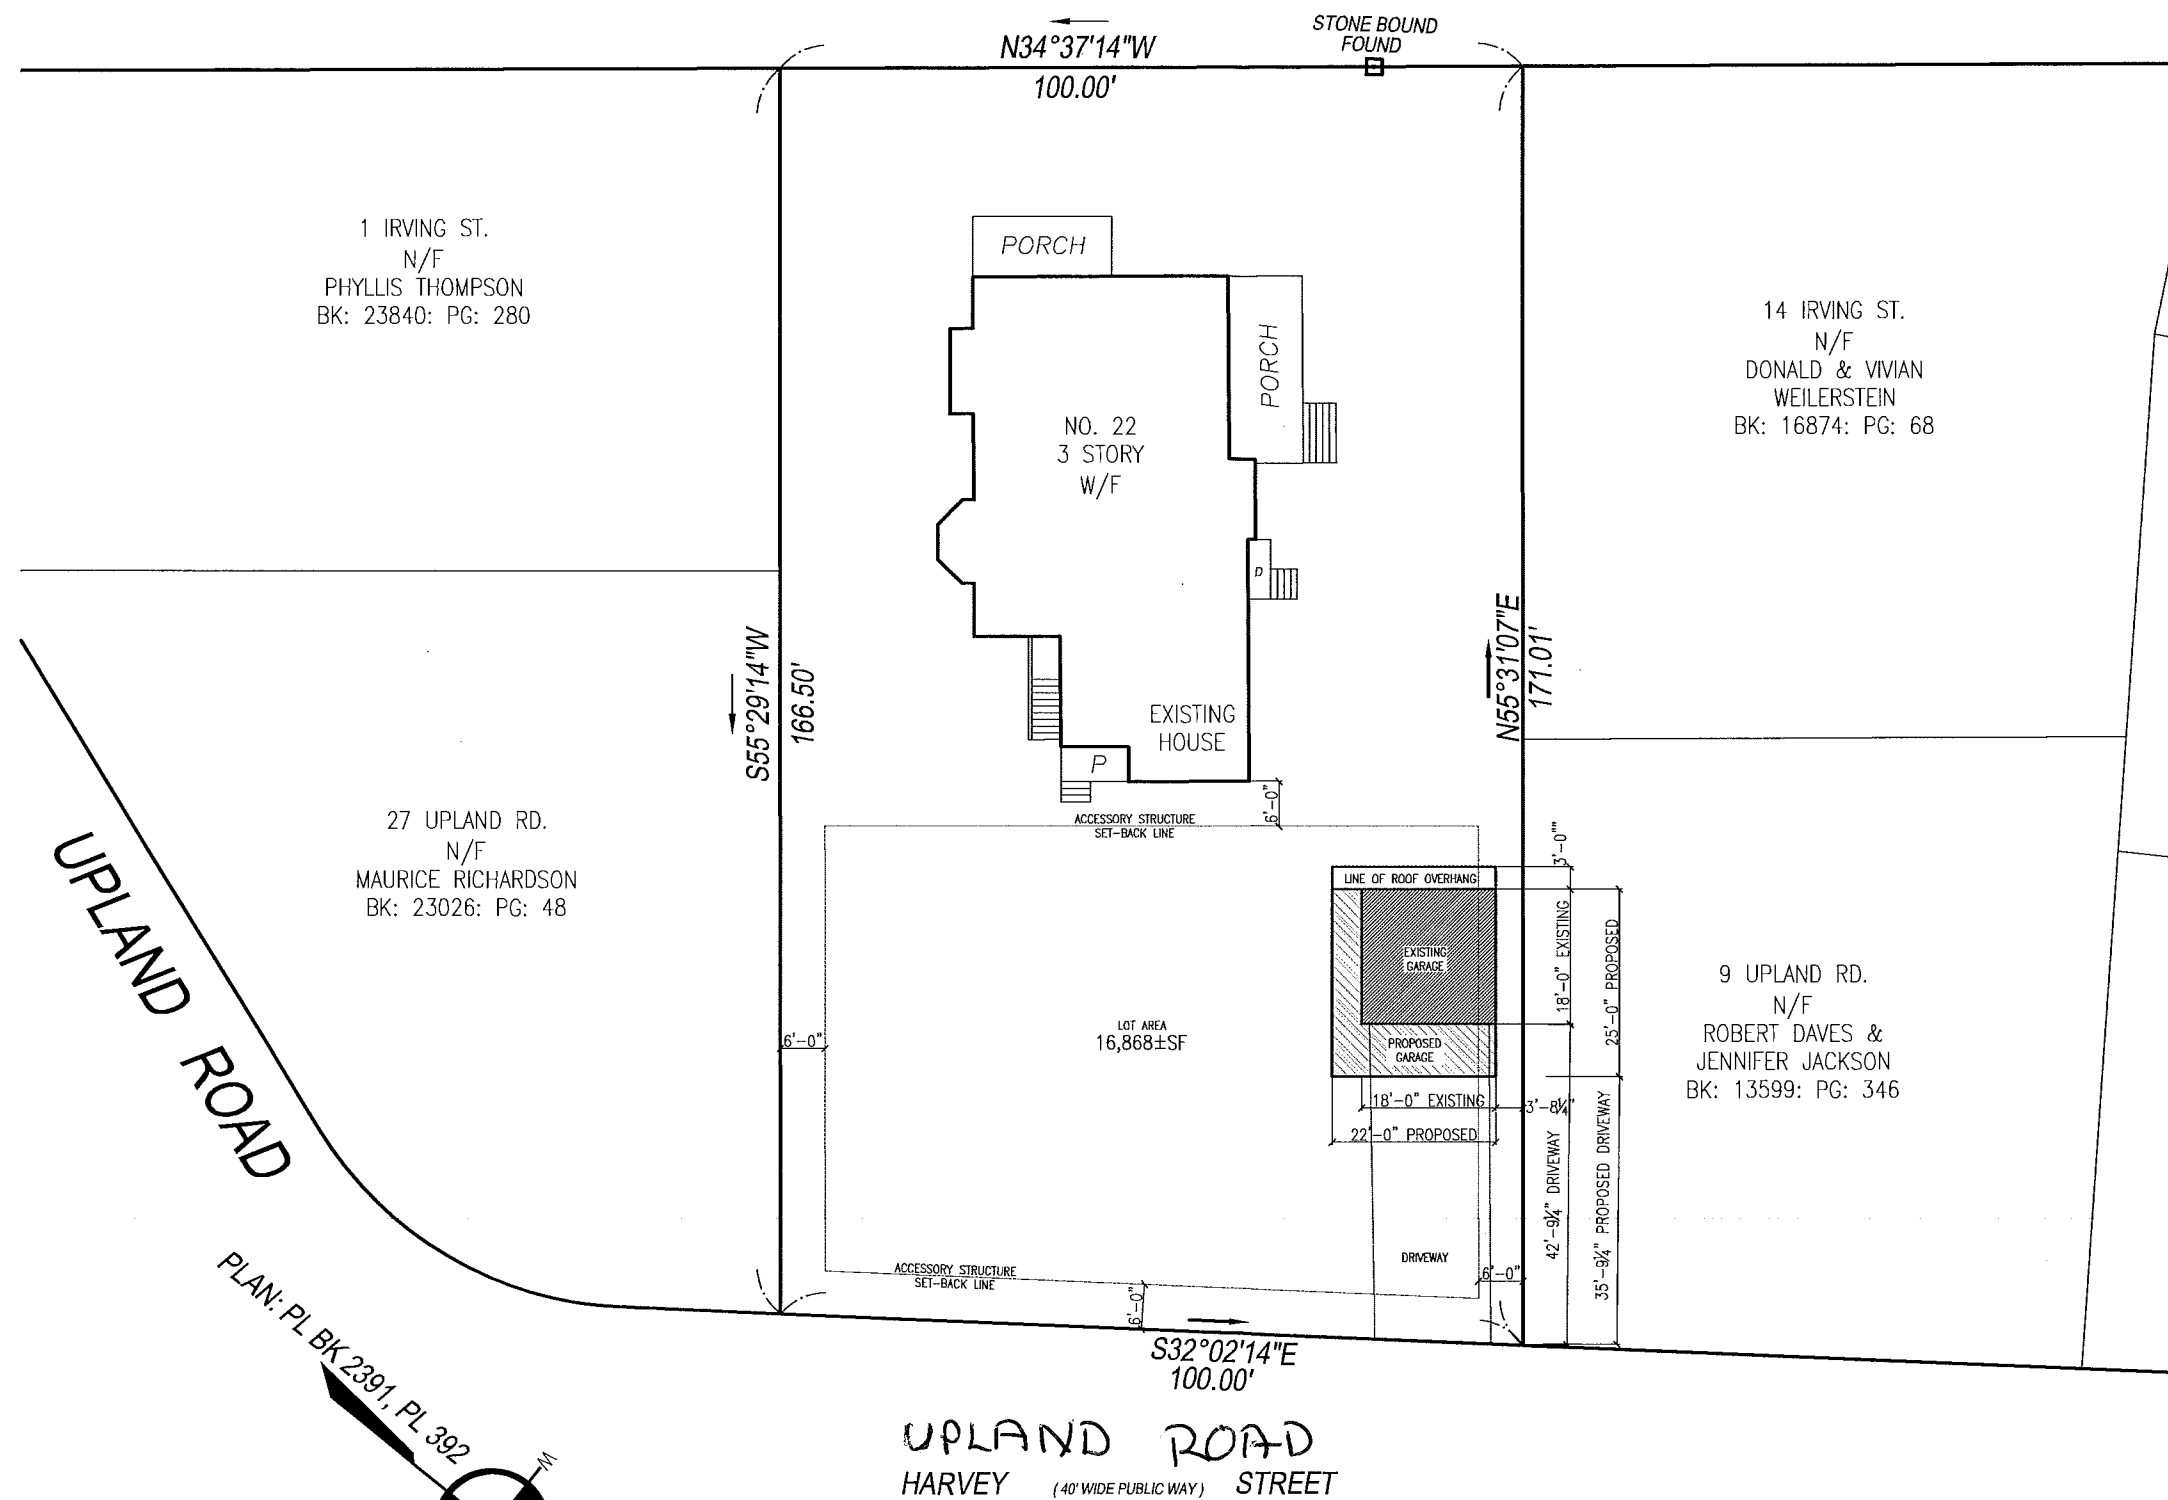 STONE BOUND
FOUND
N34°37'14"W
100.00'
1 IRVING ST.
N/F
PHYLLIS THOMPSON
BK: 23840: PG: 280
PORCH
PORCH
NO. 22
3 STORY
W/F
14 IRVING ST.
N/F
DONALD & VIVIAN
WEILERSTEIN
BK: 16874: PG: 68
P
S55°29'14"W
166.50'
N55°31'07"E
171.01'
EXISTING
HOUSE
P
6'-0"
ACCESSORY STRUCTURE
SET-BACK LINE
27 UPLAND RD.
N/F
MAURICE RICHARDSON
BK: 23026: PG: 48
UPLAND ROAD
3'-0""
LINE OF ROOF OVERHANG
EXISTING
GARAGE
18'-0" EXISTING
25'-0" PROPOSED
9 UPLAND RD.
N/F
ROBERT DAVES &
JENNIFER JACKSON
BK: 13599: PG: 346
6'-0"
LOT AREA
16,868±SF
PROPOSED
GARAGE
18'-0" EXISTING
3'-8¼"
22'-0" PROPOSED
42'-9¼" DRIVEWAY
35'-9¼" PROPOSED DRIVEWAY
DRIVEWAY
ACCESSORY STRUCTURE
SET-BACK LINE
6'-0"
6'-0"
S32°02'14"E
100.00'
PLAN: PL BK 2391, PL 392
UPLAND ROAD
HARVEY (40' WIDE PUBLIC WAY) STREET